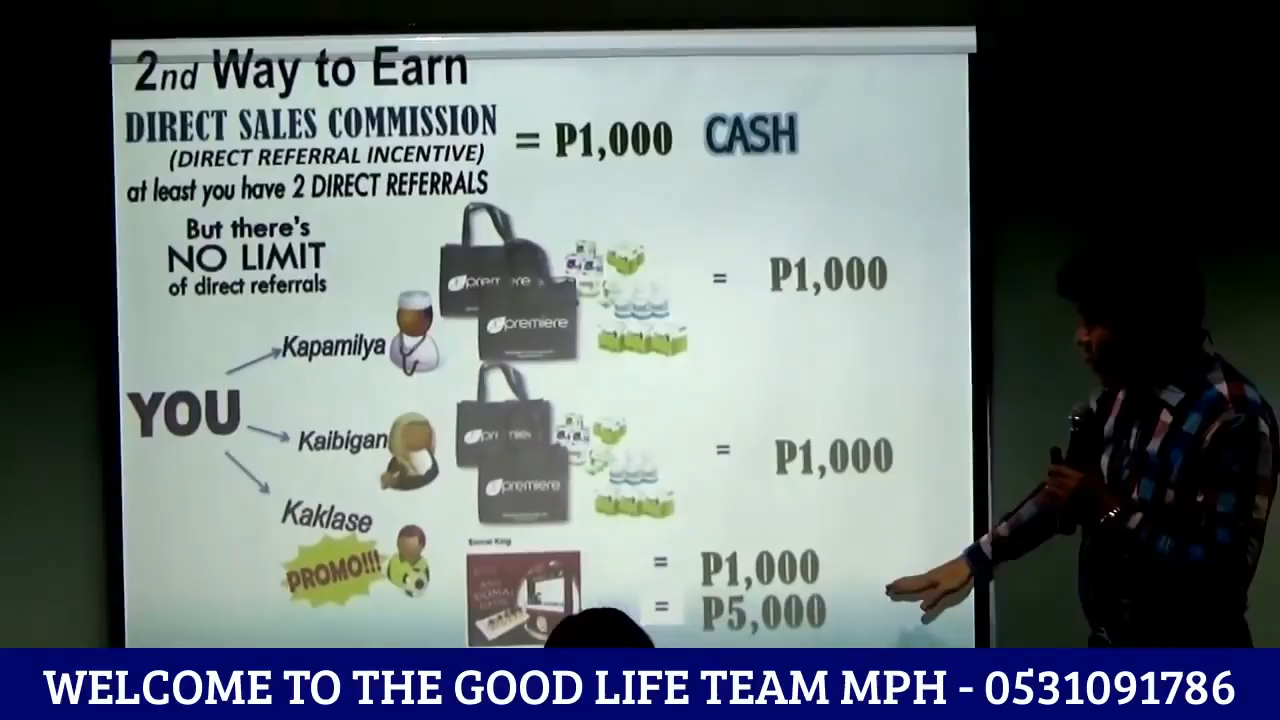 2nd Way to Earn
DIRECT SALES COMMISSION
(DIRECT REFERRAL INCENTIVE)
= P1,000 CASH
at least you have 2 DIRECT REFERRALS
But there's
NO LIMIT
of direct referrals
premiere
premiere
= P1,000
Kapamilya
YOU
Kaibigan
premiere
= P1,000
Kaklase
PROMO!!!
Siomai King
= P1,000
= P5,000
WELCOME TO THE GOOD LIFE TEAM MPH - 0531091786